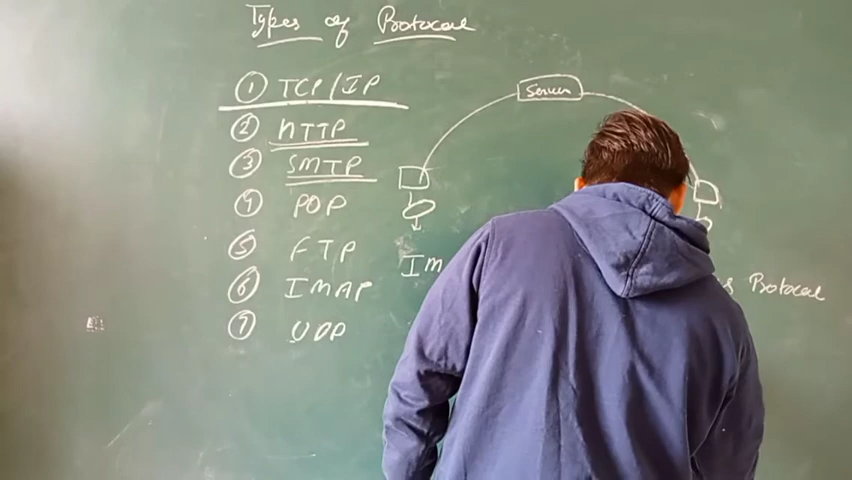 Types of Protocol
① TCP/IP
② HTTP
③ SMTP
④ POP
⑤ FTP
⑥ IMAP
⑦ UDP
Server
Im
Protocol